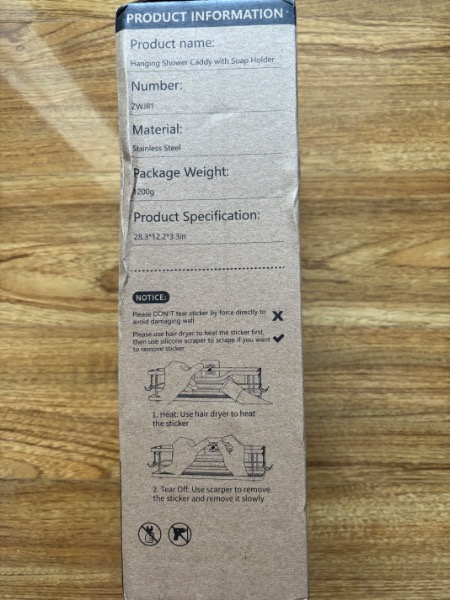 PRODUCT INFORMATION
Product name:
Hanging Shower Caddy with Soap Holder
Number:
ZWJ81
Material:
Stainless Steel
Package Weight:
1200g
Product Specification:
28.3*12.2*3.3in
NOTICE:
Please DON'T tear sticker by force directly to
avoid damaging wall
Please use hair dryer to heat the sticker first,
then use silicone scraper to scrape if you want
to remove sticker
1. Heat: Use hair dryer to heat
the sticker
2. Tear Off: Use scarper to remove
the sticker and remove it slowly